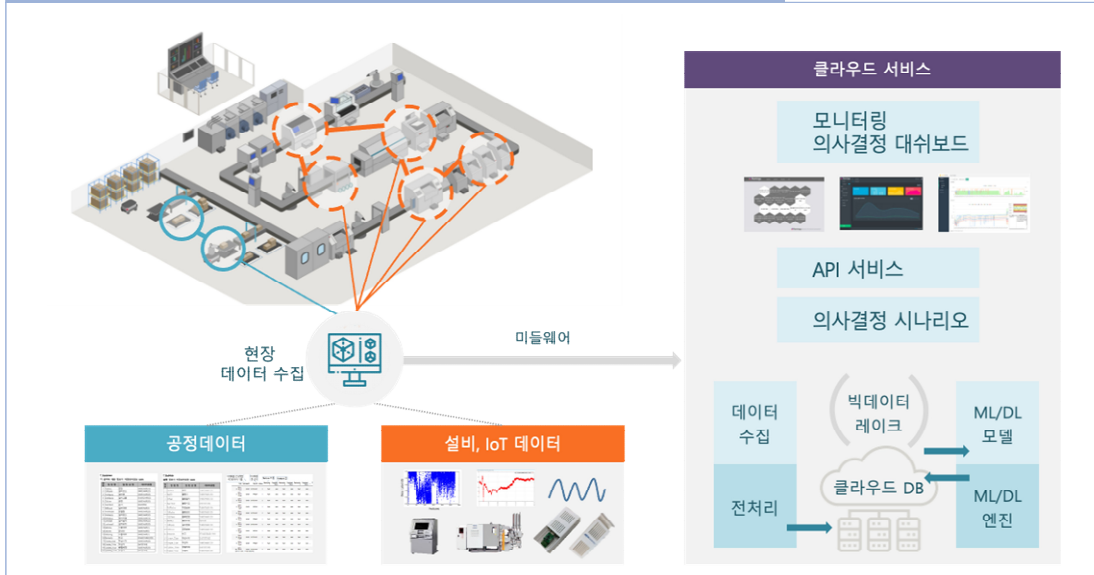 클라우드 서비스
모니터링
의사결정 대쉬보드
API 서비스
의사결정 시나리오
미들웨어
현장
데이터 수집
공정데이터
설비, IoT 데이터
데이터
수집
전처리
빅데이터
레이크
클라우드 DB
ML/DL
모델
ML/DL
엔진